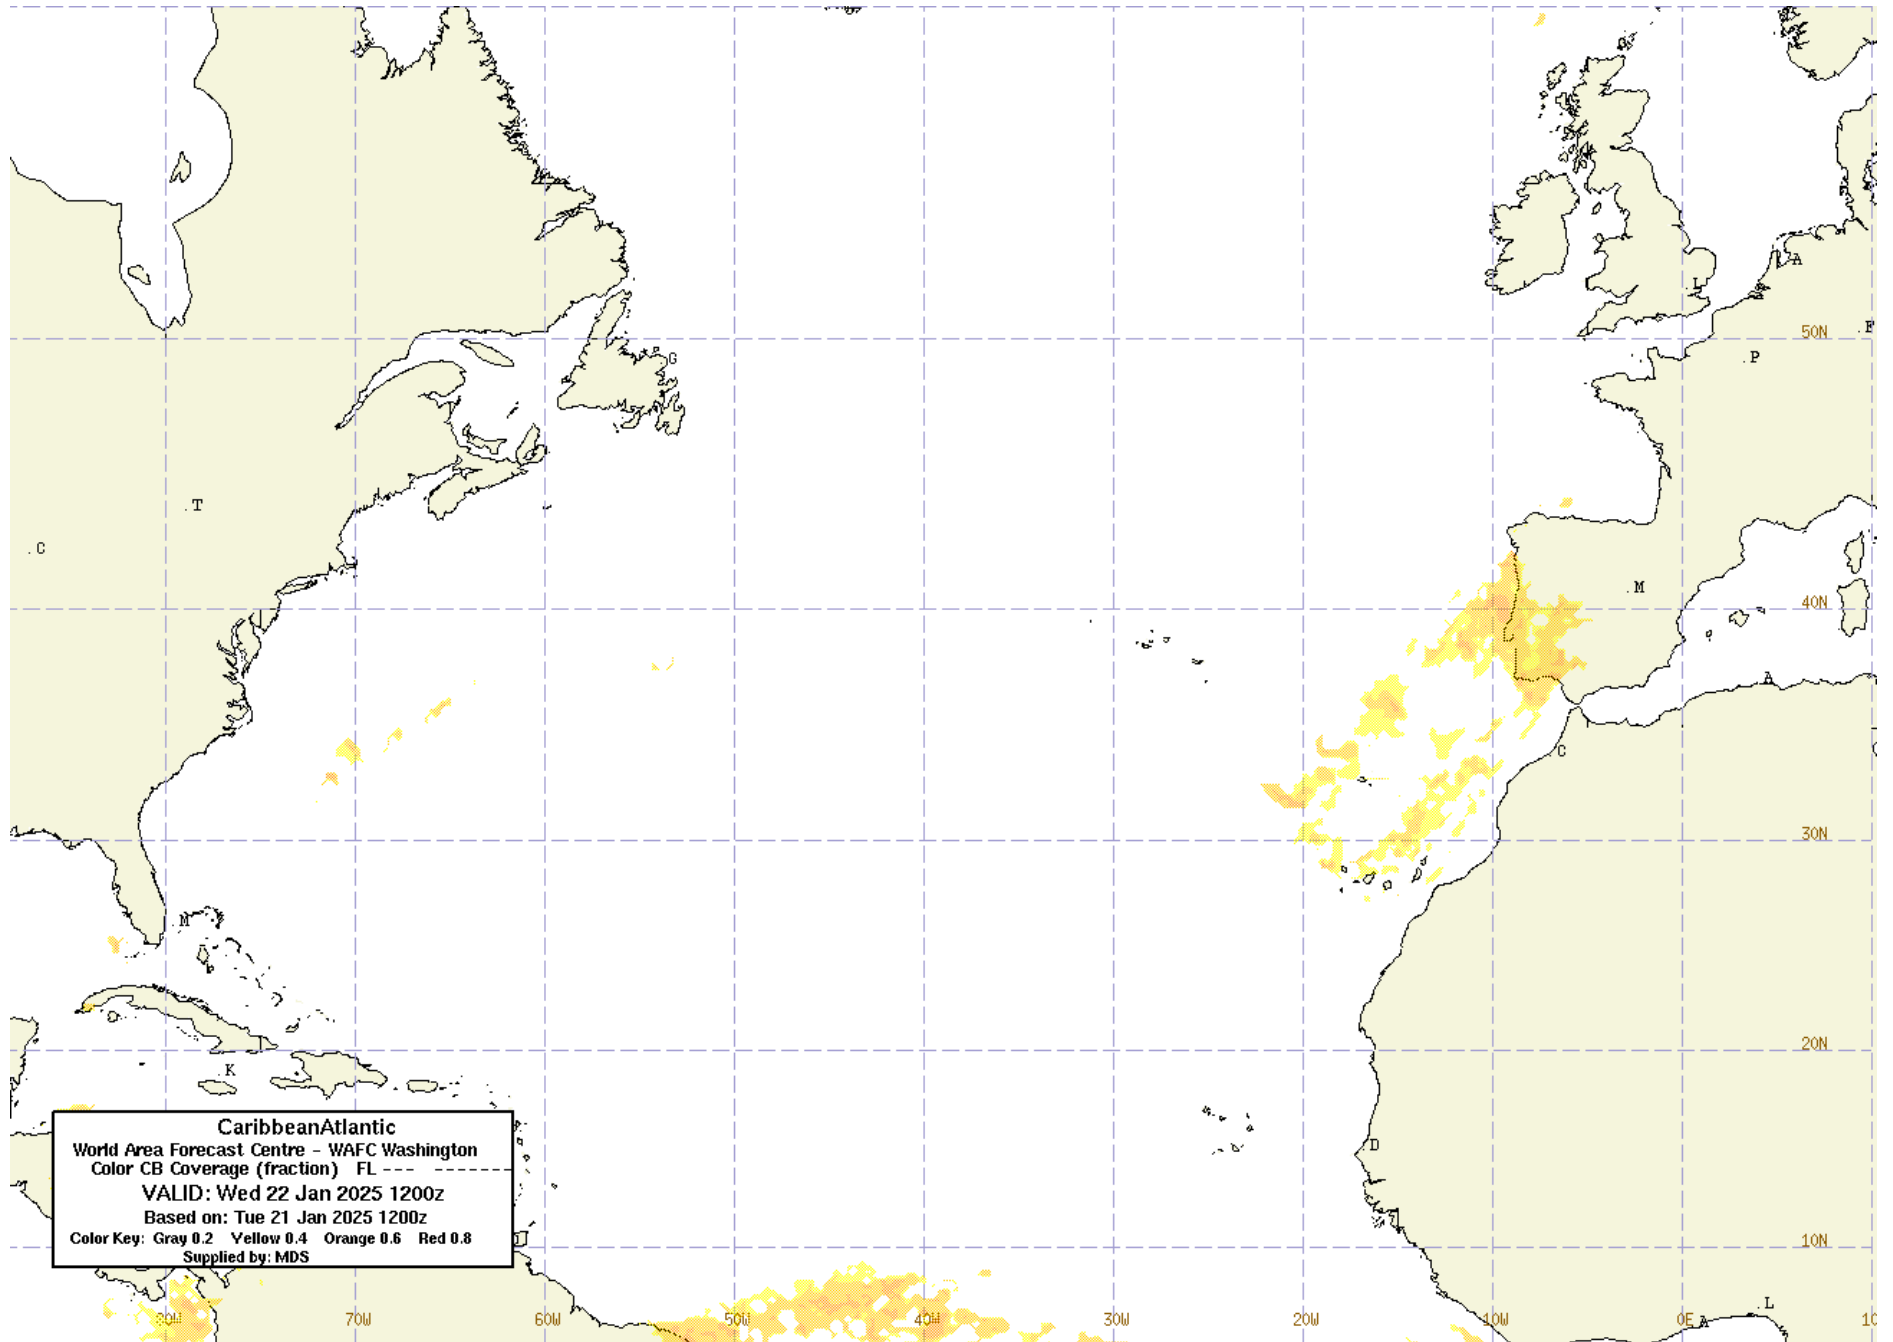 L
A
50N
F
G
P
T
C
M
40N
A
C
C
30N
M
20N
K
CaribbeanAtlantic
World Area Forecast Centre - WAFC Washington
Color CB Coverage (fraction) FL --- ---------
VALID: Wed 22 Jan 2025 1200z
Based on: Tue 21 Jan 2025 1200z
Color Key: Gray 0.2 Yellow 0.4 Orange 0.6 Red 0.8
Supplied by: MDS
D
10N
L
80W 70W 60W 50W 40W 30W 20W 10W 0E A